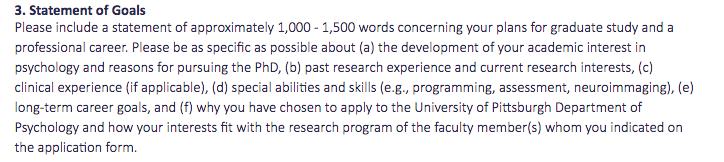 3. Statement of Goals
Please include a statement of approximately 1,000 - 1,500 words concerning your plans for graduate study and a
professional career. Please be as specific as possible about (a) the development of your academic interest in
psychology and reasons for pursuing the PhD, (b) past research experience and current research interests, (c)
clinical experience (if applicable), (d) special abilities and skills (e.g., programming, assessment, neuroimmaging), (e)
long-term career goals, and (f) why you have chosen to apply to the University of Pittsburgh Department of
Psychology and how your interests fit with the research program of the faculty member(s) whom you indicated on
the application form.